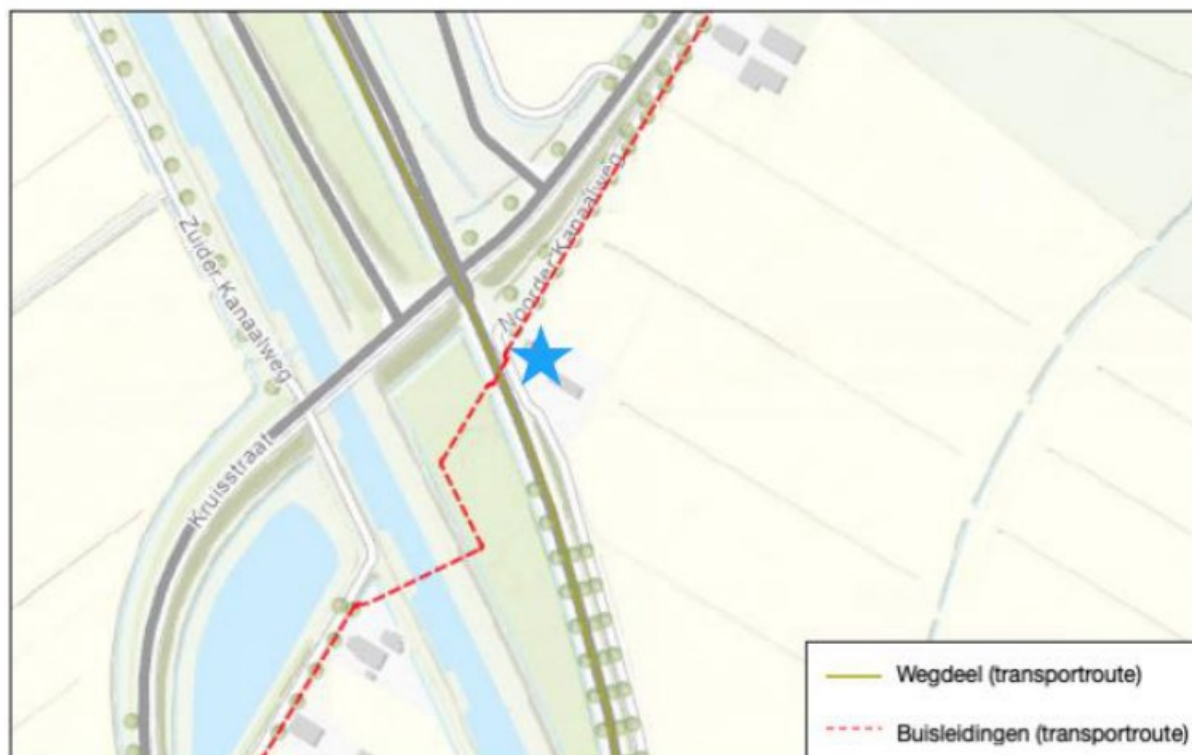 Zuider Kanaalweg
Noorder Kanaalweg
Kruisstraat
Wegdeel (transportroute)
Buisleidingen (transportroute)